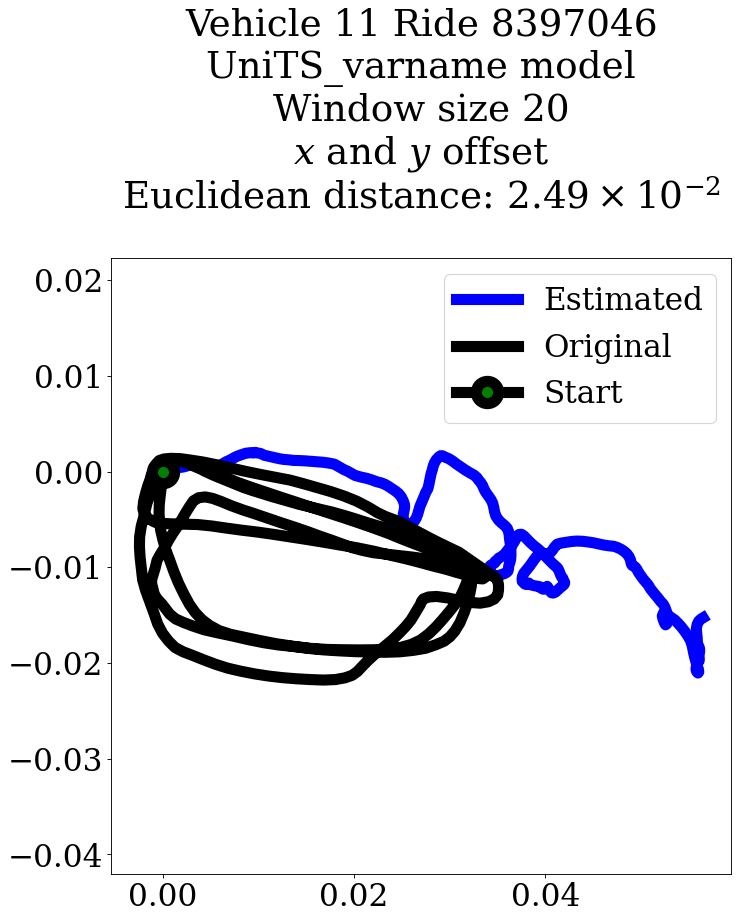 Vehicle 11 Ride 8397046
UniTS_varname model
Window size 20
x and y offset
Euclidean distance: 2.49 × 10⁻²
Estimated
Original
Start
0.02
0.01
0.00
−0.01
−0.02
−0.03
−0.04
0.00 0.02 0.04